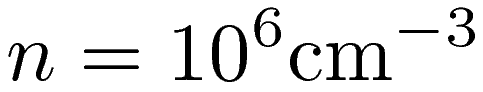 n = 10⁶cm⁻³